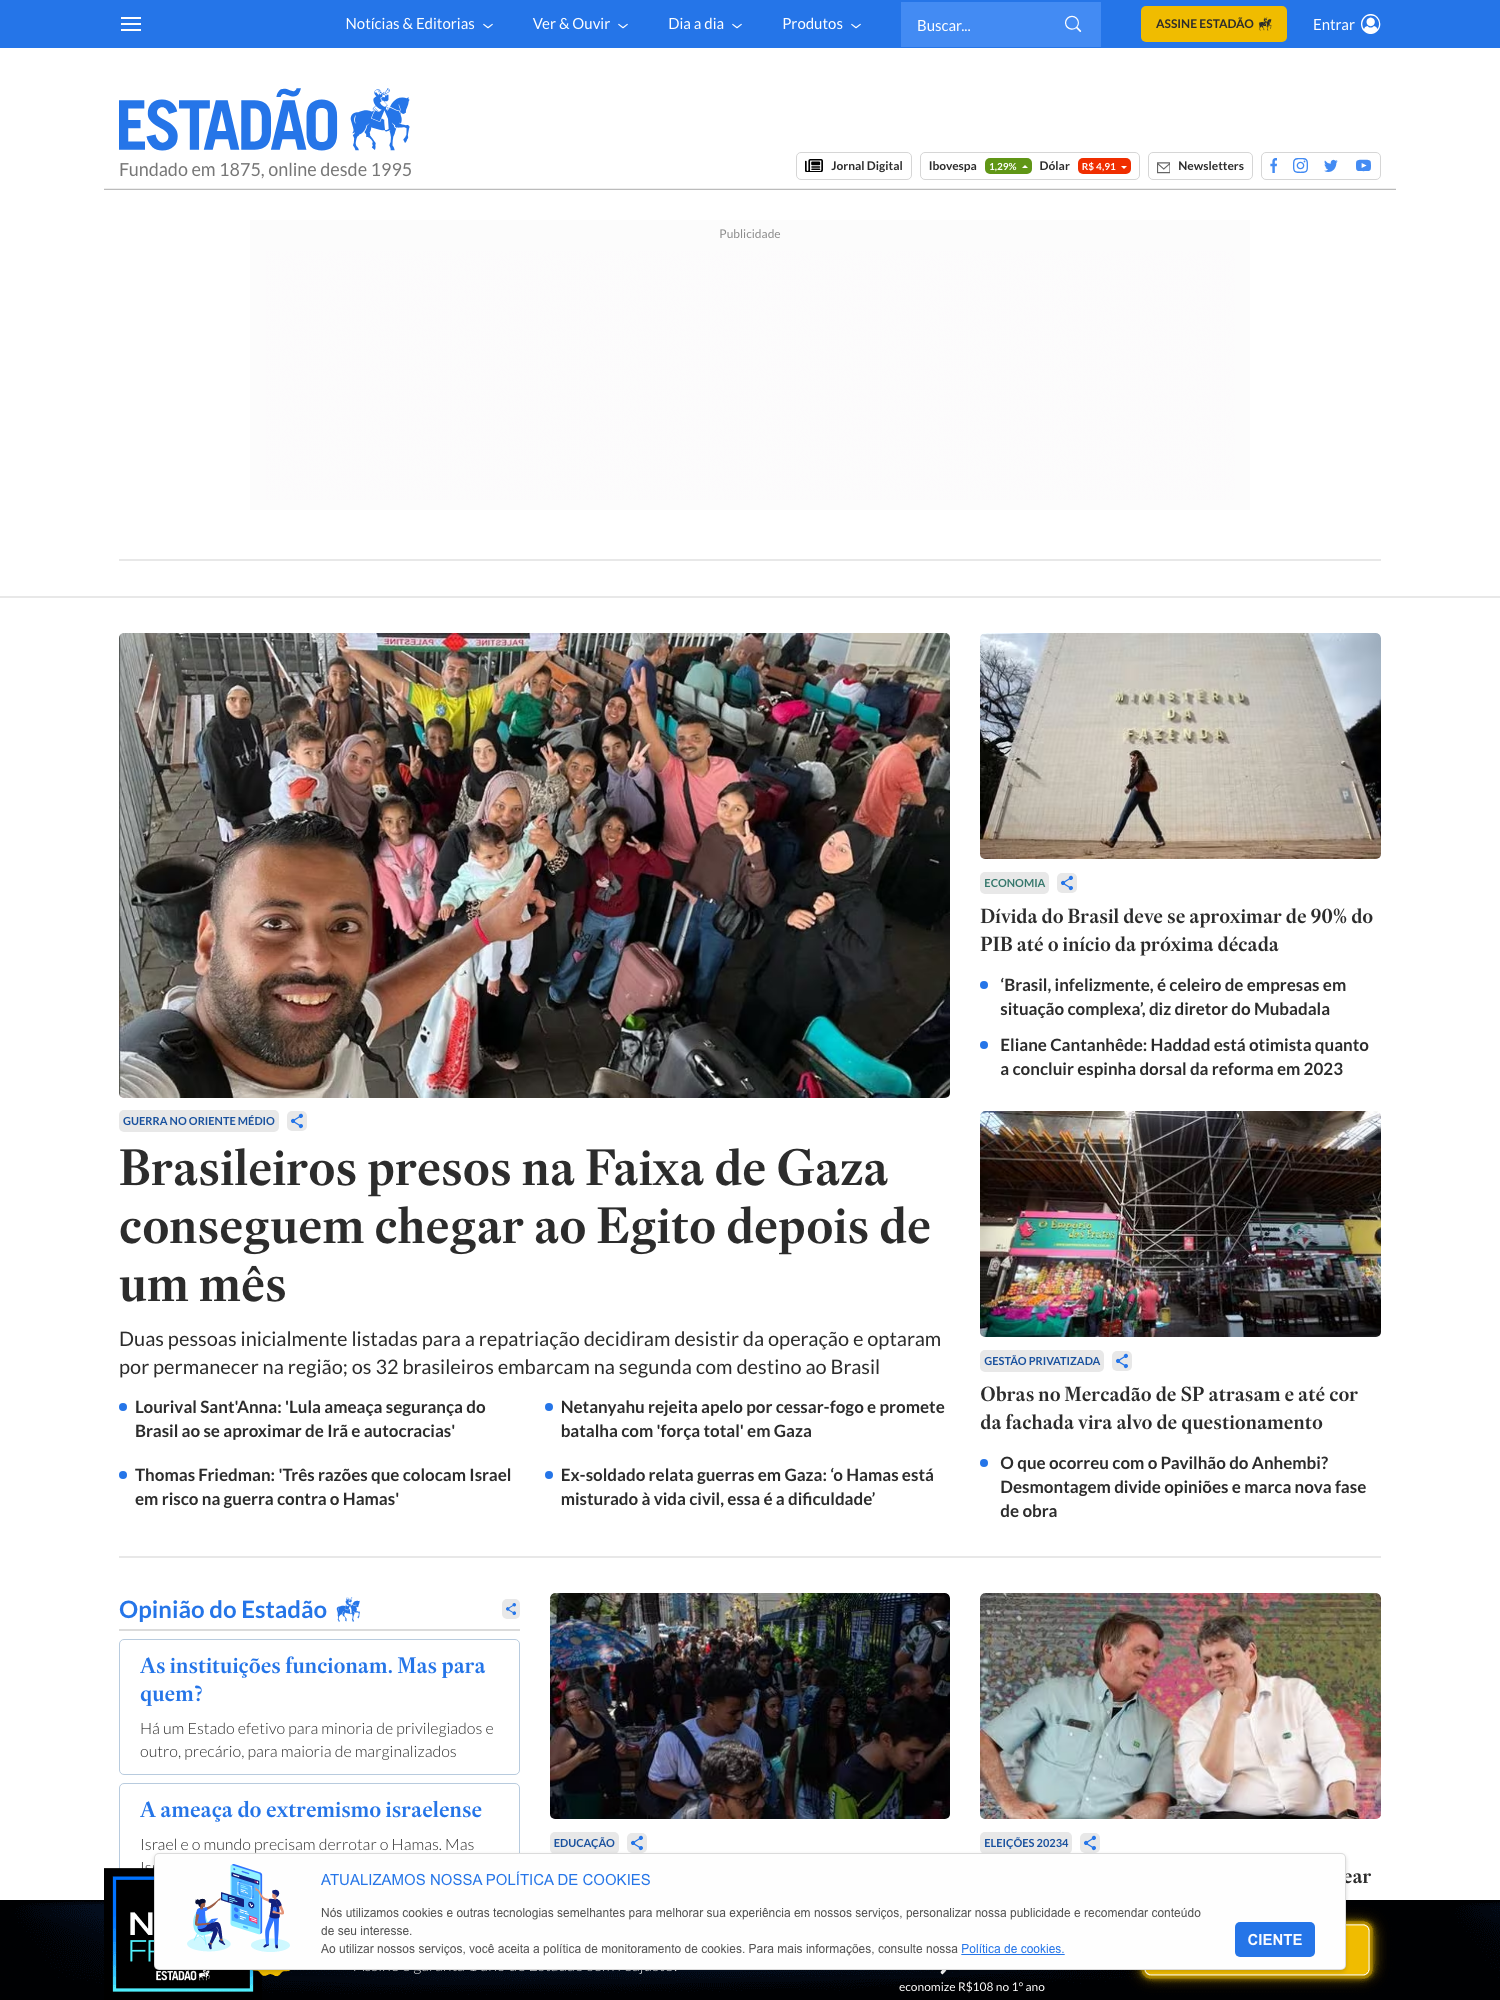 Notícias & Editorias
Ver & Ouvir
Dia a dia
Produtos
Buscar...
ASSINE ESTADÃO
Entrar
ESTADÃO
Fundado em 1875, online desde 1995
Jornal Digital
Ibovespa 1,29% Dólar R$ 4,91
Newsletters
Publicidade
PALESTINE PALESTINE
MINISTÉRIO
DA
FAZENDA
ECONOMIA
Dívida do Brasil deve se aproximar de 90% do
PIB até o início da próxima década
‘Brasil, infelizmente, é celeiro de empresas em
situação complexa’, diz diretor do Mubadala
Eliane Cantanhêde: Haddad está otimista quanto
a concluir espinha dorsal da reforma em 2023
GUERRA NO ORIENTE MÉDIO
Brasileiros presos na Faixa de Gaza
conseguem chegar ao Egito depois de
um mês
Duas pessoas inicialmente listadas para a repatriação decidiram desistir da operação e optaram
por permanecer na região; os 32 brasileiros embarcam na segunda com destino ao Brasil
Lourival Sant'Anna: 'Lula ameaça segurança do
Brasil ao se aproximar de Irã e autocracias'
Netanyahu rejeita apelo por cessar-fogo e promete
batalha com 'força total' em Gaza
Thomas Friedman: 'Três razões que colocam Israel
em risco na guerra contra o Hamas'
Ex-soldado relata guerras em Gaza: ‘o Hamas está
misturado à vida civil, essa é a dificuldade’
O Empório
das Frutas
GESTÃO PRIVATIZADA
Obras no Mercadão de SP atrasam e até cor
da fachada vira alvo de questionamento
O que ocorreu com o Pavilhão do Anhembi?
Desmontagem divide opiniões e marca nova fase
de obra
Opinião do Estadão
As instituições funcionam. Mas para
quem?
Há um Estado efetivo para minoria de privilegiados e
outro, precário, para maioria de marginalizados
A ameaça do extremismo israelense
Israel e o mundo precisam derrotar o Hamas. Mas
EDUCAÇÃO
ELEIÇÕES 20234
ear
ATUALIZAMOS NOSSA POLÍTICA DE COOKIES
Nós utilizamos cookies e outras tecnologias semelhantes para melhorar sua experiência em nossos serviços, personalizar nossa publicidade e recomendar conteúdo
de seu interesse.
Ao utilizar nossos serviços, você aceita a política de monitoramento de cookies. Para mais informações, consulte nossa Política de cookies.
CIENTE
N
FR
ESTADÃO
economize R$108 no 1º ano